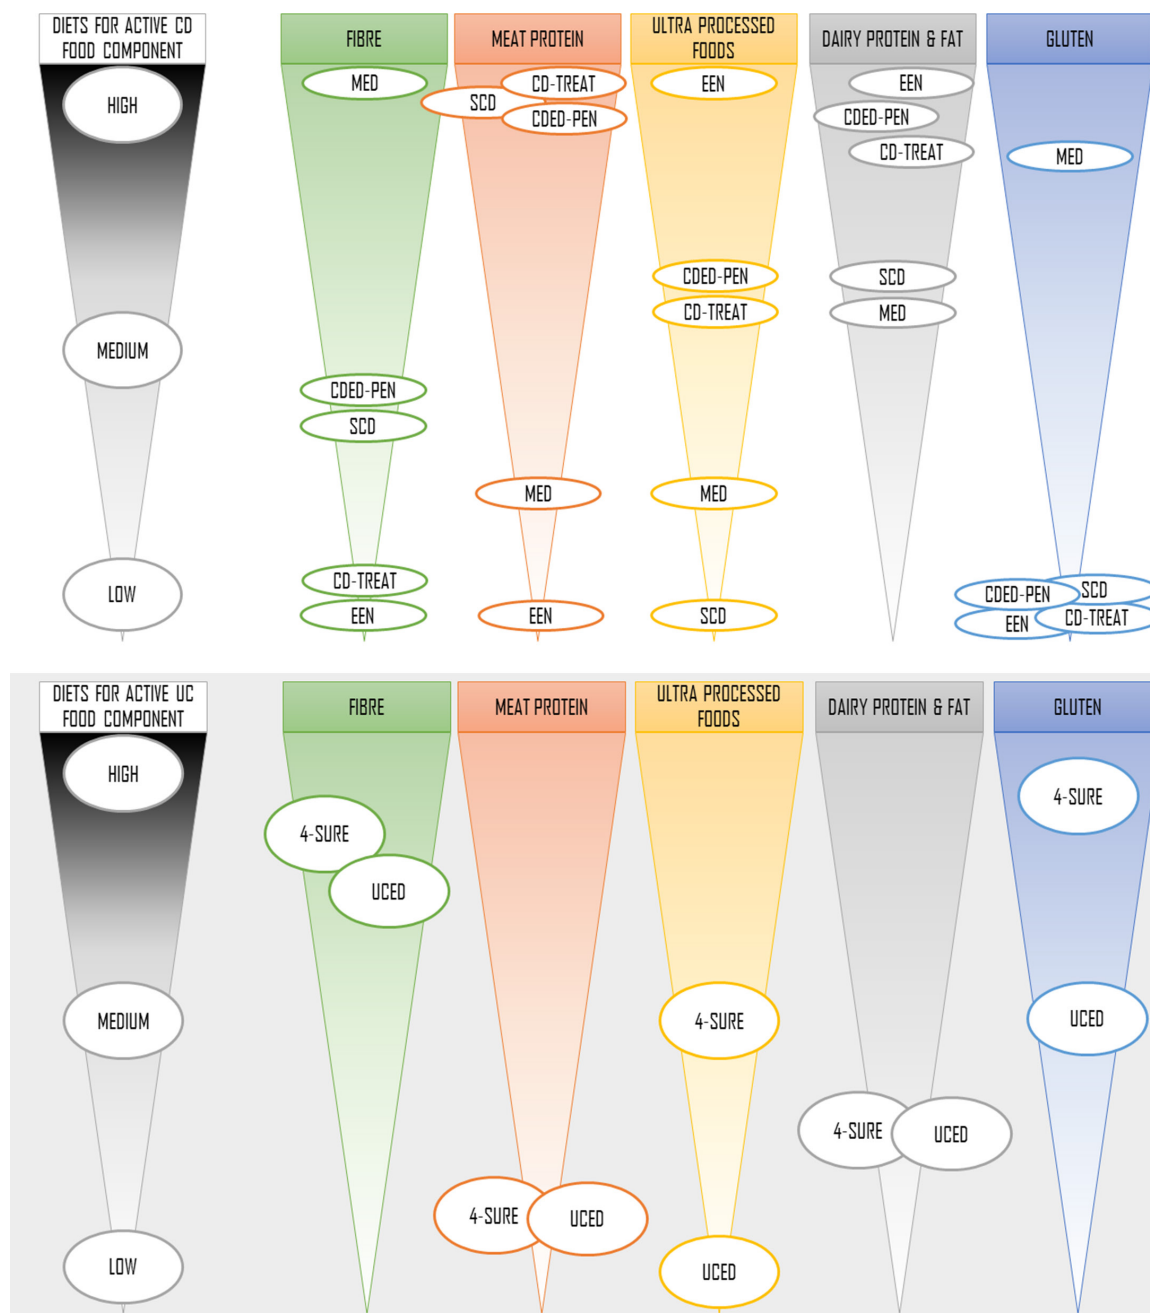 DIETS FOR ACTIVE CD
FOOD COMPONENT
FIBRE
MEAT PROTEIN
ULTRA PROCESSED
FOODS
DAIRY PROTEIN & FAT
GLUTEN
HIGH
MEDIUM
LOW
MED
CDED-PEN
SCD
CD-TREAT
EEN
CD-TREAT
SCD
CDED-PEN
MED
EEN
EEN
CDED-PEN
CD-TREAT
MED
SCD
EEN
CDED-PEN
CD-TREAT
SCD
MED
MED
CDED-PEN
SCD
EEN
CD-TREAT
DIETS FOR ACTIVE UC
FOOD COMPONENT
FIBRE
MEAT PROTEIN
ULTRA PROCESSED
FOODS
DAIRY PROTEIN & FAT
GLUTEN
HIGH
MEDIUM
LOW
4-SURE
UCED
4-SURE
UCED
4-SURE
UCED
4-SURE
UCED
4-SURE
UCED